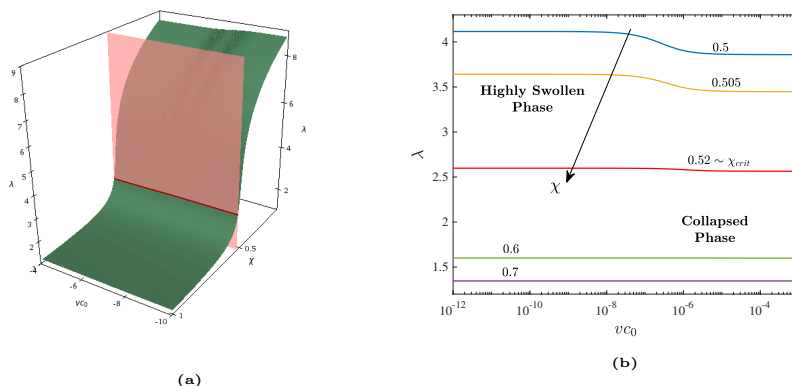 9
8
7
6
5
4
3
2
λ
-4
-6
-8
-10
vc₀
1
0.5
χ
8
6
4
2
λ
(a)
4
3.5
3
2.5
2
1.5
λ
10⁻¹²
10⁻¹⁰
10⁻⁸
10⁻⁶
10⁻⁴
vc₀
0.5
0.505
Highly Swollen
Phase
0.52 ∼ χcrit
χ
Collapsed
Phase
0.6
0.7
(b)